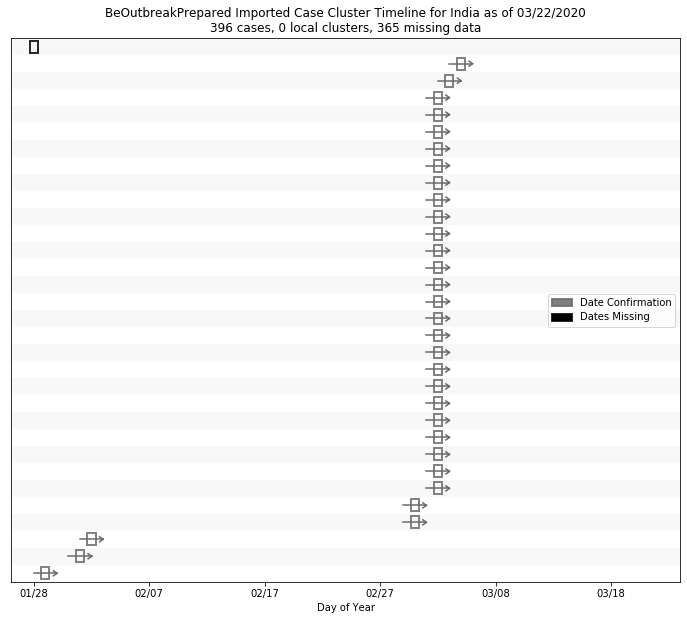 BeOutbreakPrepared Imported Case Cluster Timeline for India as of 03/22/2020
396 cases, 0 local clusters, 365 missing data
Date Confirmation
Dates Missing
01/28
02/07
02/17
02/27
03/08
03/18
Day of Year